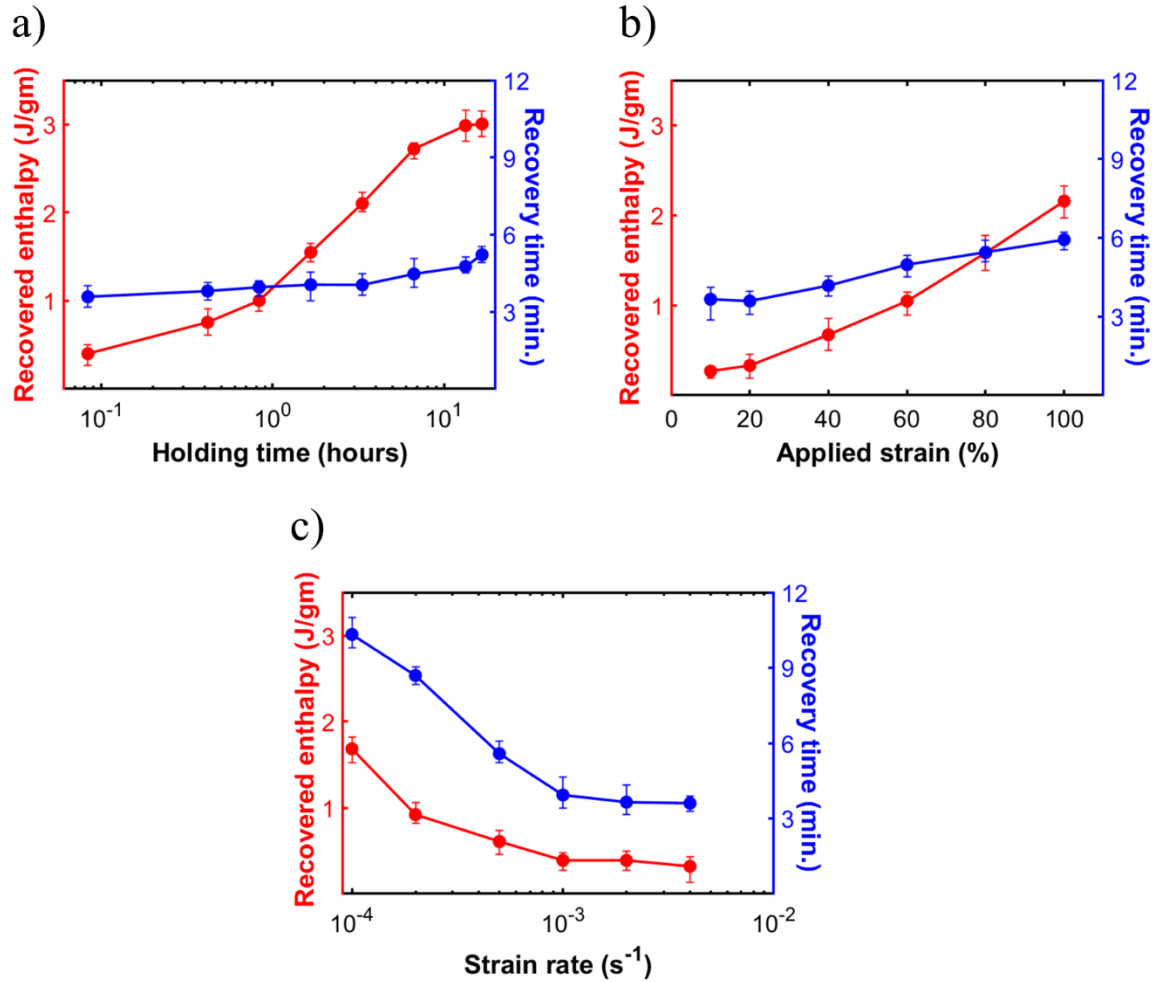 a)
Recovered enthalpy (J/gm)
3
2
1
12
9
6
3
0
Recovery time (min.)
10-1
100
101
Holding time (hours)
b)
Recovered enthalpy (J/gm)
3
2
1
12
9
6
3
Recovery time (min.)
0
20
40
60
80
100
Applied strain (%)
c)
Recovered enthalpy (J/gm)
3
2
1
12
9
6
3
Recovery time (min.)
10-4
10-3
10-2
Strain rate (s-1)